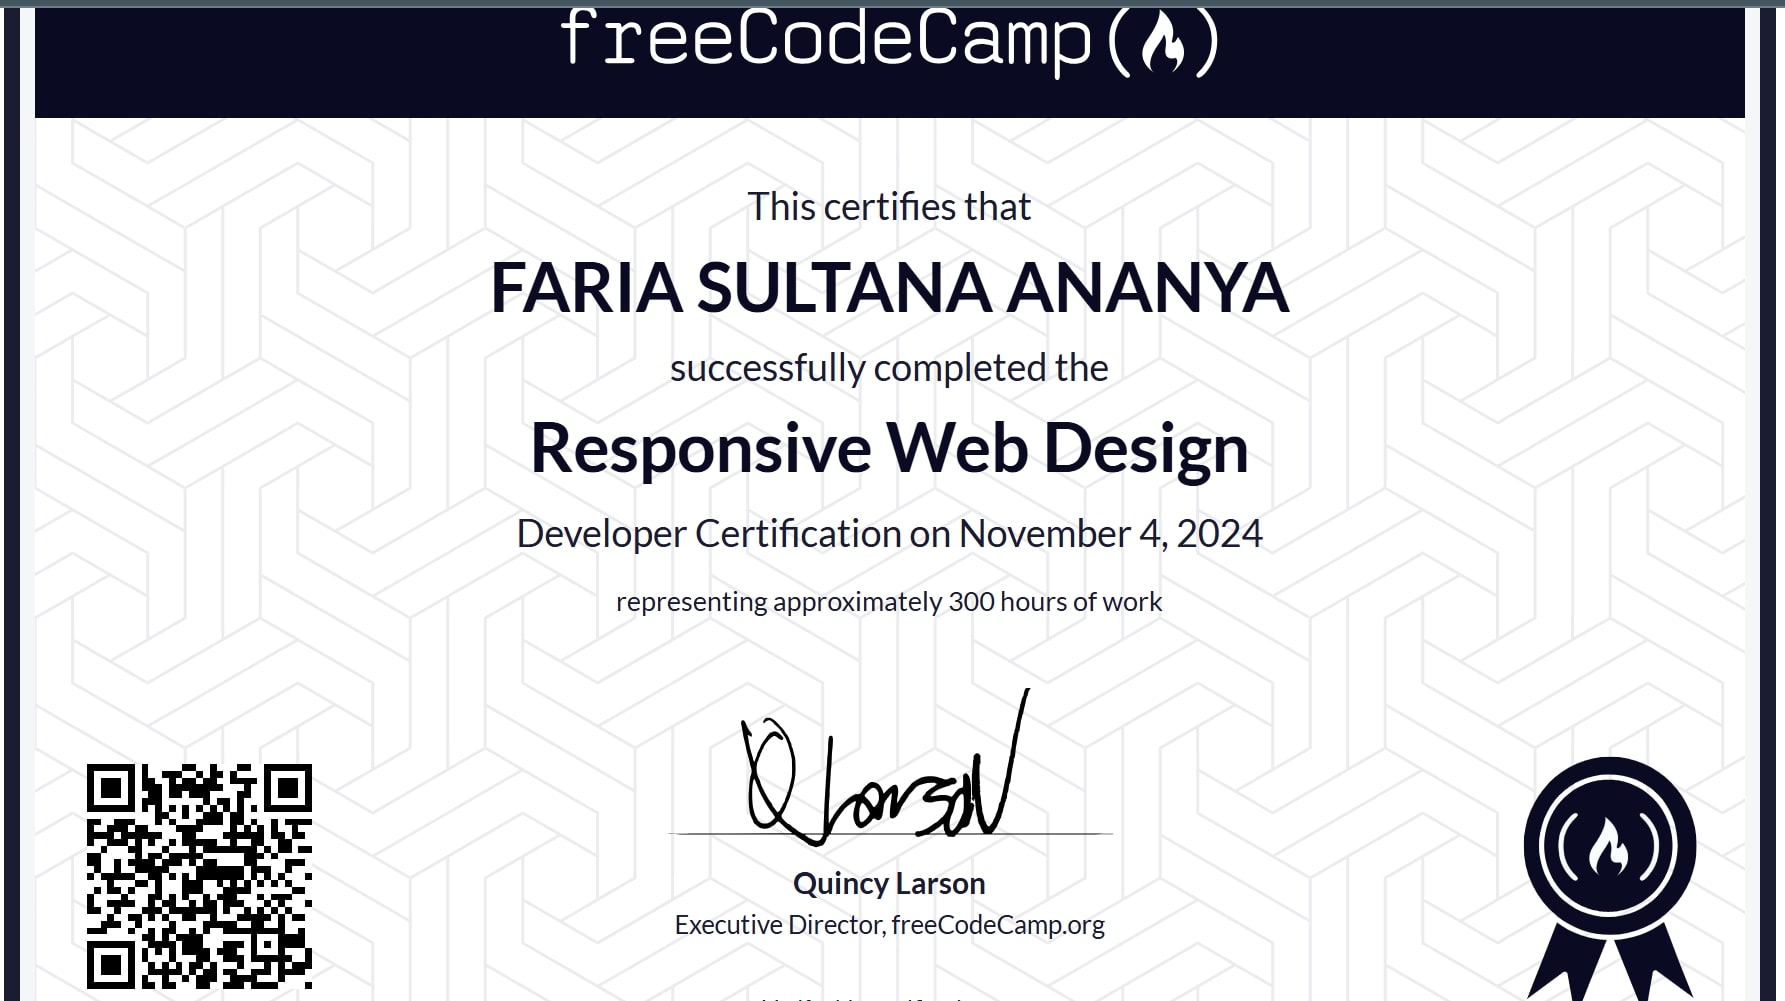 freeCodeCamp
This certifies that
FARIA SULTANA ANANYA
successfully completed the
Responsive Web Design
Developer Certification on November 4, 2024
representing approximately 300 hours of work
Quincy Larson
Executive Director, freeCodeCamp.org